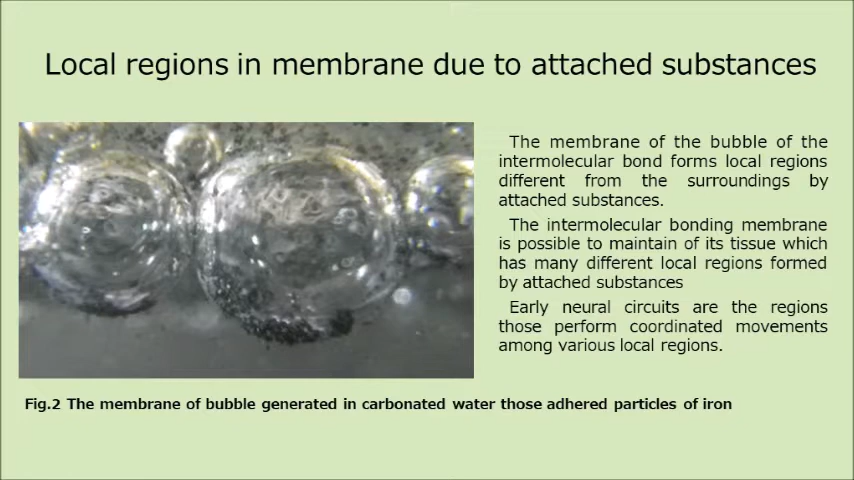 Local regions in membrane due to attached substances
The membrane of the bubble of the
intermolecular bond forms local regions
different from the surroundings by
attached substances.
The intermolecular bonding membrane
is possible to maintain of its tissue which
has many different local regions formed
by attached substances
Early neural circuits are the regions
those perform coordinated movements
among various local regions.
Fig.2 The membrane of bubble generated in carbonated water those adhered particles of iron